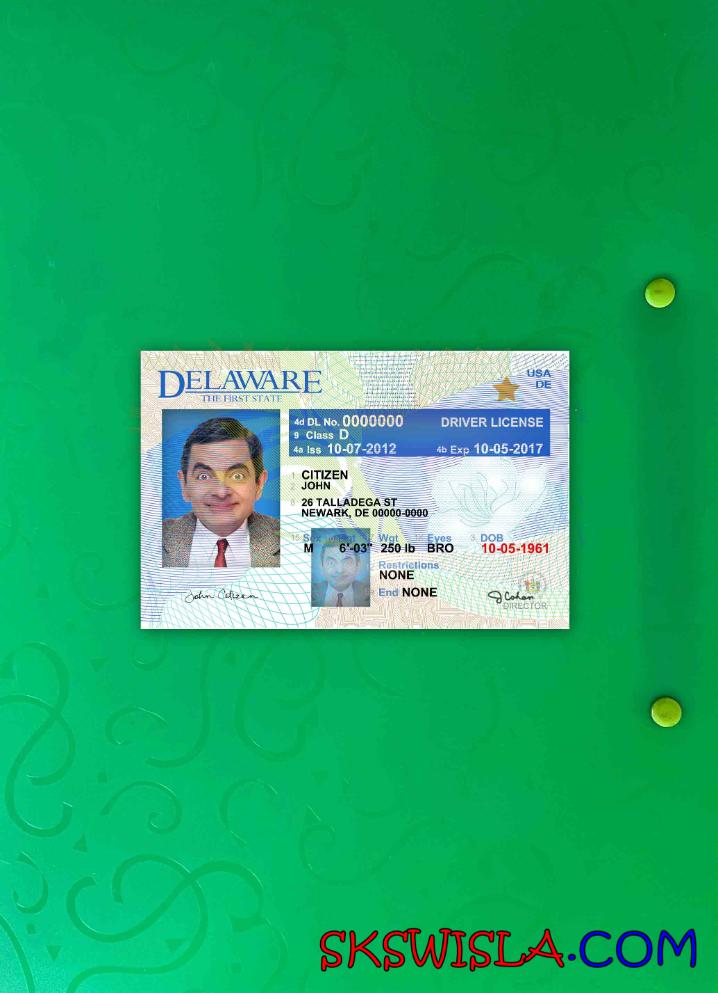 DELAWARE
THE FIRST STATE
USA
DE
4d DL No. 0000000 DRIVER LICENSE
9 Class D
4a Iss 10-07-2012 4b Exp 10-05-2017
1 CITIZEN
2 JOHN
8 26 TALLADEGA ST
NEWARK, DE 00000-0000
15 Sex Wgt Eyes 3. DOB
M 6'-03" 250 lb BRO 10-05-1961
Restrictions
NONE
End NONE
John Citizen
J Cohan
DIRECTOR
SKSWISLA.COM